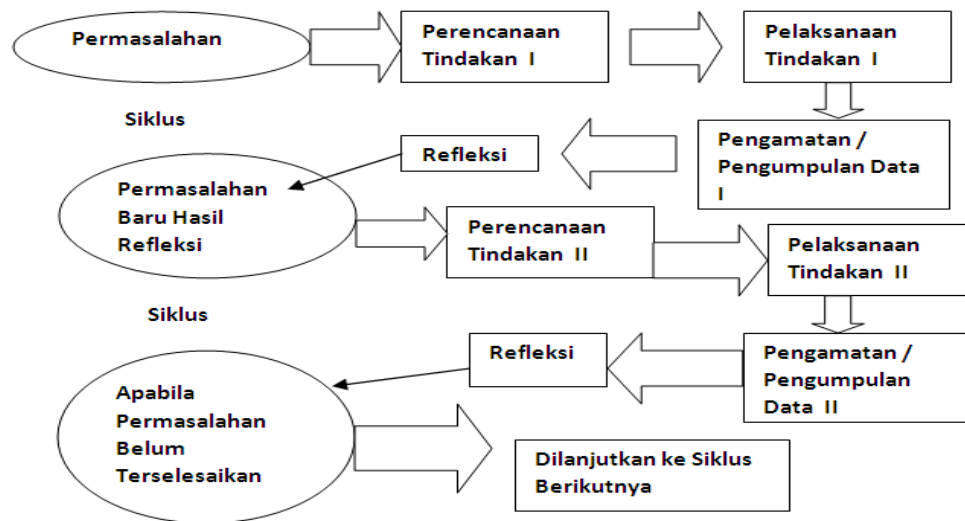 Permasalahan
Perencanaan
Tindakan I
Pelaksanaan
Tindakan I
Siklus
Pengamatan /
Pengumpulan Data
I
Refleksi
Permasalahan
Baru Hasil
Refleksi
Perencanaan
Tindakan II
Pelaksanaan
Tindakan II
Siklus
Pengamatan /
Pengumpulan
Data II
Refleksi
Apabila
Permasalahan
Belum
Terselesaikan
Dilanjutkan ke Siklus
Berikutnya